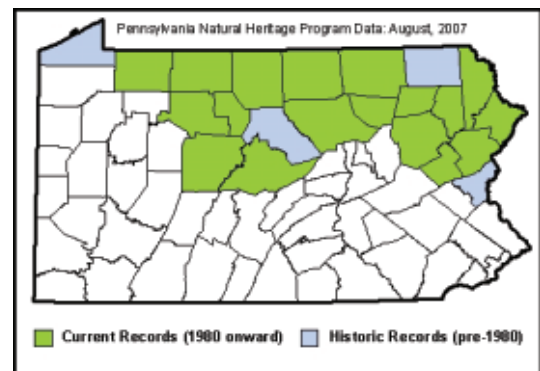 Pennsylvania Natural Heritage Program Data: August, 2007
Current Records (1980 onward) Historic Records (pre-1980)